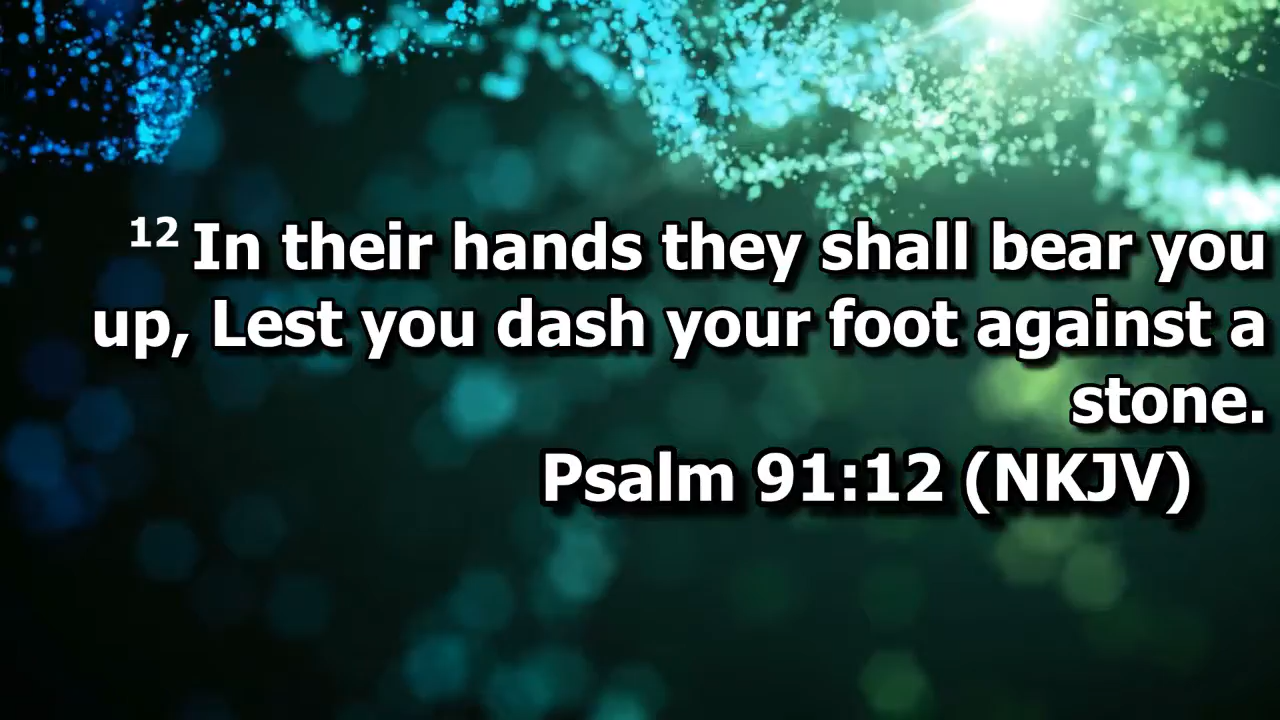 12 In their hands they shall bear you
up, Lest you dash your foot against a
stone.
Psalm 91:12 (NKJV)